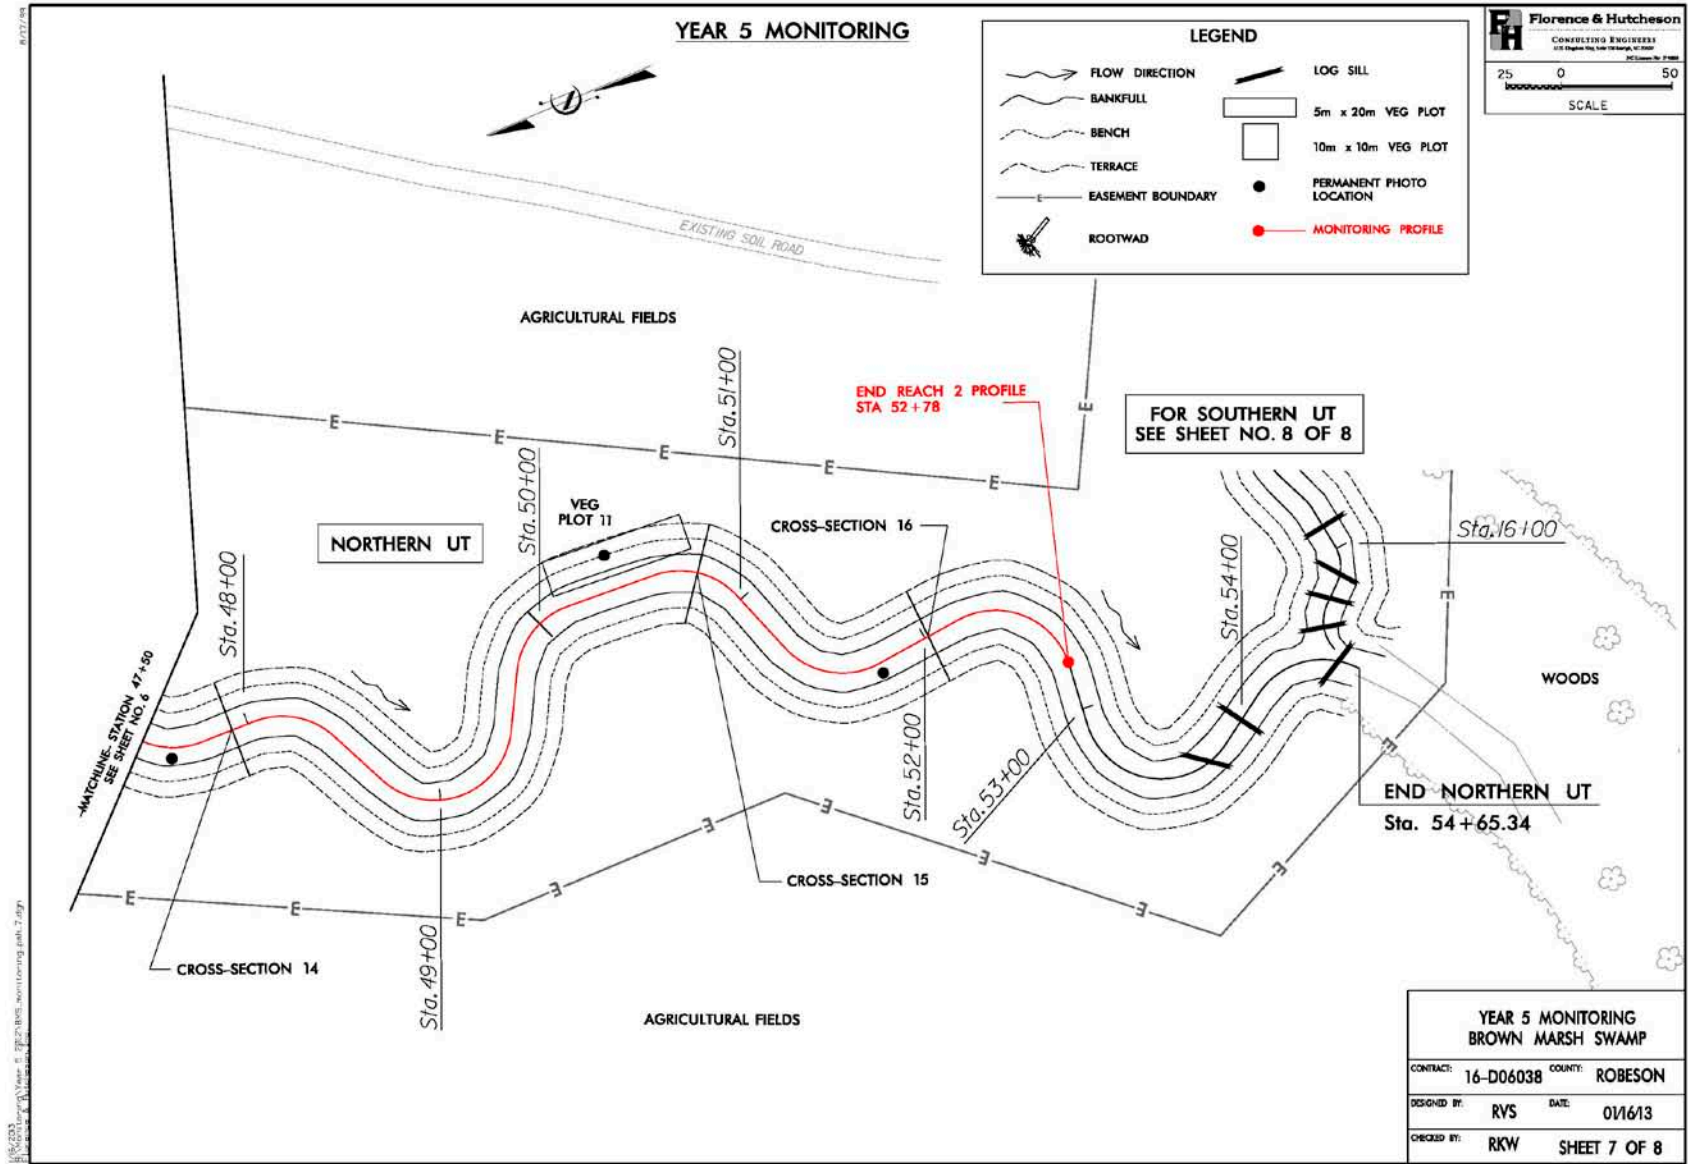 8/17/99
YEAR 5 MONITORING
LEGEND
FLOW DIRECTION
BANKFULL
BENCH
TERRACE
E
EASEMENT BOUNDARY
ROOTWAD
LOG SILL
5m x 20m VEG PLOT
10m x 10m VEG PLOT
PERMANENT PHOTO
LOCATION
MONITORING PROFILE
FH
Florence & Hutcheson
CONSULTING ENGINEERS
25 0 50
SCALE
EXISTING SOIL ROAD
AGRICULTURAL FIELDS
Sta. 51+00
END REACH 2 PROFILE
STA 52+78
E
FOR SOUTHERN UT
SEE SHEET NO. 8 OF 8
E
E
E
E
E
Sta. 50+00
VEG
PLOT 11
CROSS-SECTION 16
NORTHERN UT
Sta. 48+00
Sta. 54+00
Sta. 16+00
E
WOODS
MATCHLINE- STATION 47+50
SEE SHEET NO. 6
Sta. 52+00
Sta. 53+00
E
END NORTHERN UT
Sta. 54+65.34
E
E
E
E
E
E
E
E
E
CROSS-SECTION 15
CROSS-SECTION 14
Sta. 49+00
AGRICULTURAL FIELDS
YEAR 5 MONITORING
BROWN MARSH SWAMP
CONTRACT: 16-D06038 COUNTY: ROBESON
DESIGNED BY: RVS DATE: 01/16/13
CHECKED BY: RKW SHEET 7 OF 8